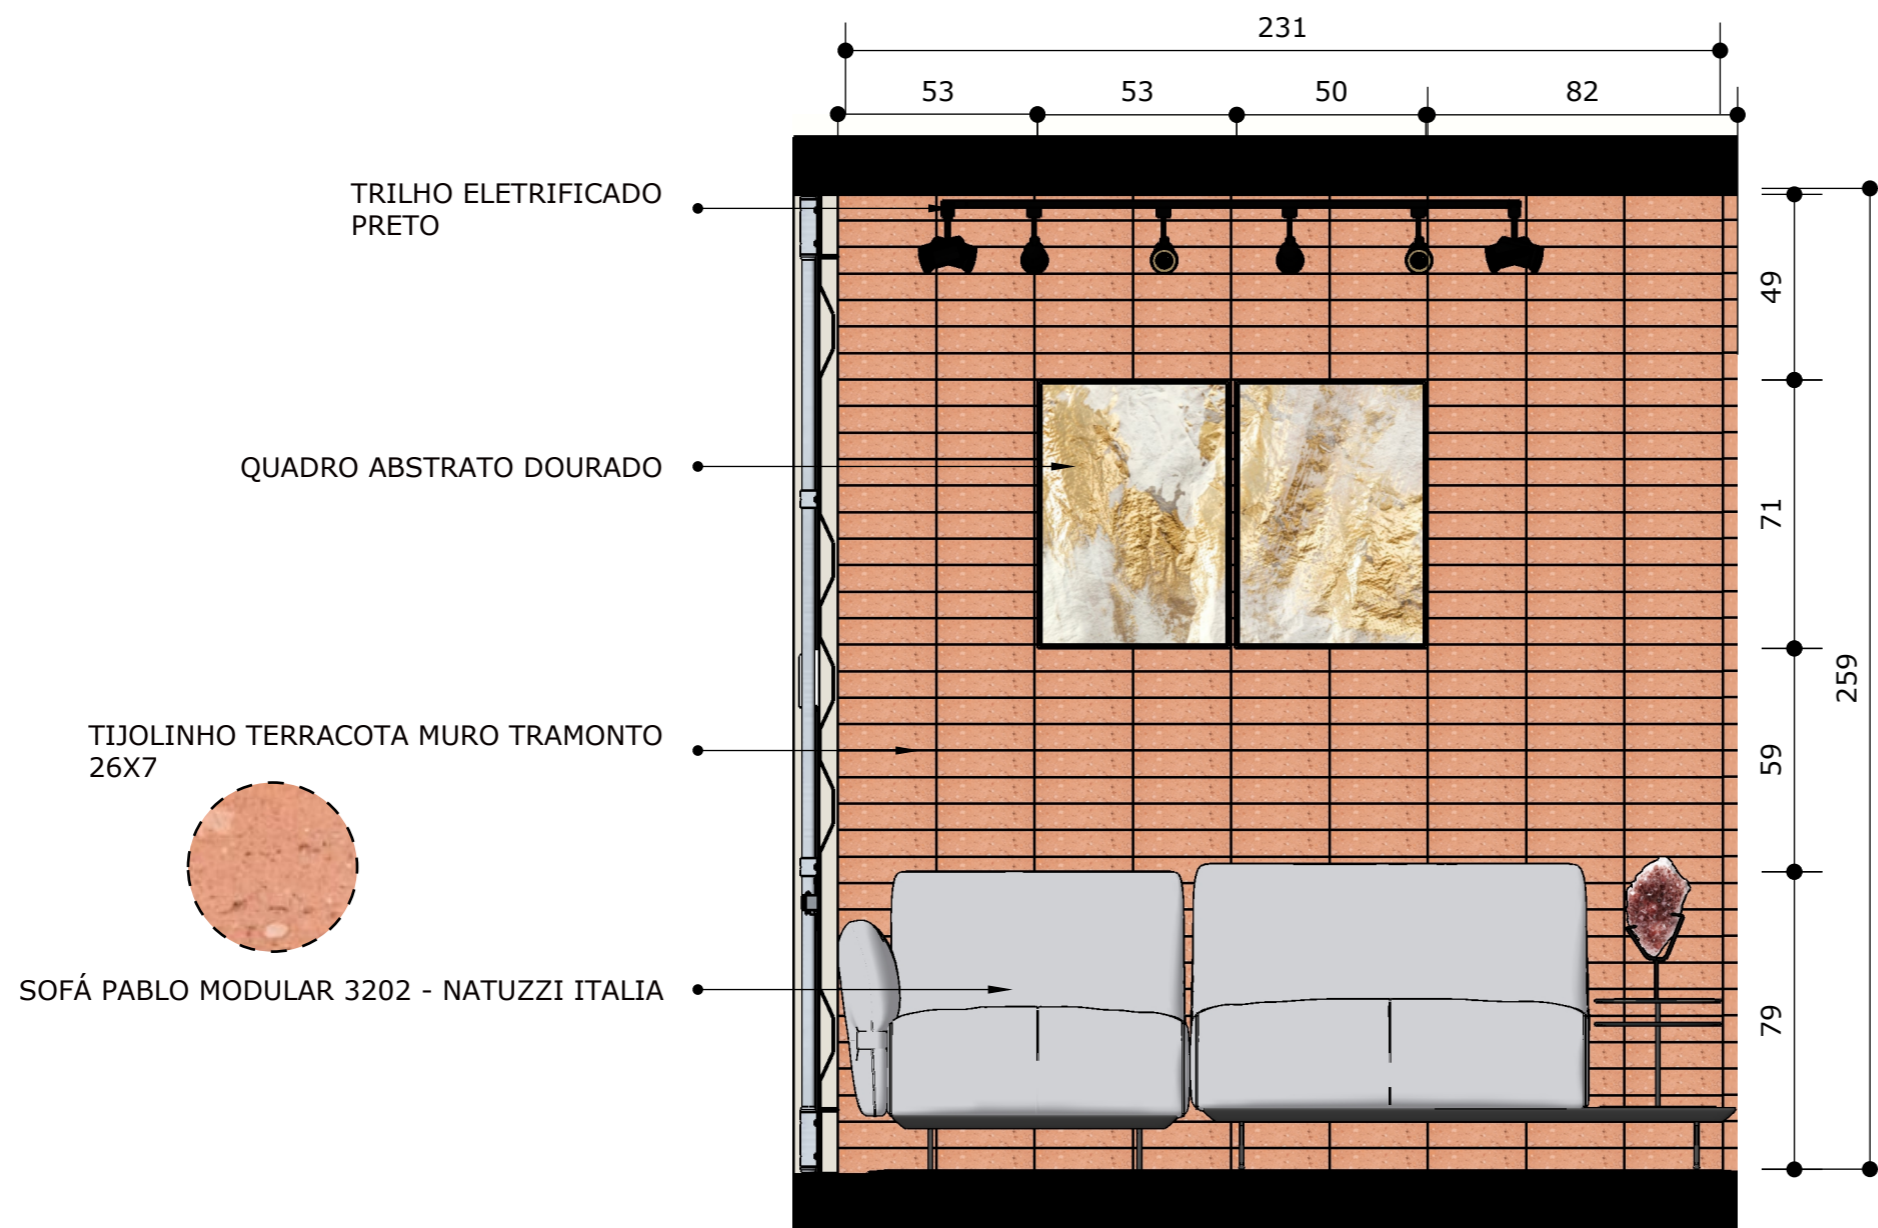 231
53
53
50
82
TRILHO ELETRIFICADO
PRETO
49
QUADRO ABSTRATO DOURADO
71
259
TIJOLINHO TERRACOTA MURO TRAMONTO
26X7
59
SOFÁ PABLO MODULAR 3202 - NATUZZI ITALIA
79